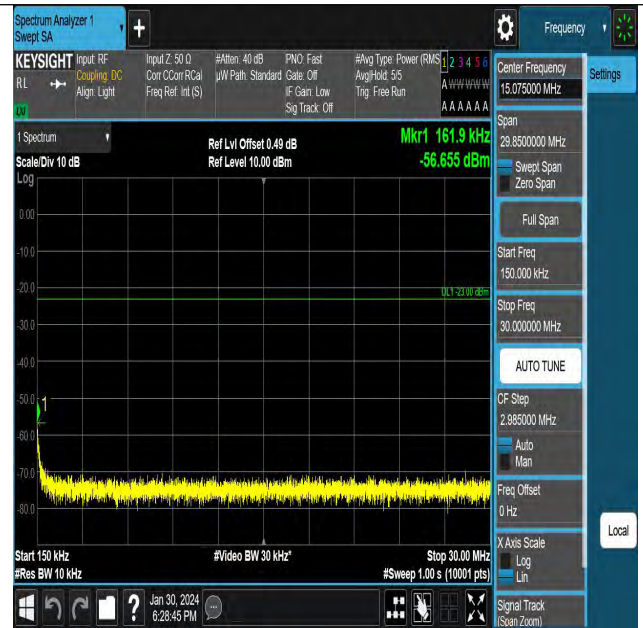 Spectrum Analyzer 1
Swept SA
Frequency
KEYSIGHT
RL
Input: RF
Coupling: DC
Align: Light
Input Z: 50 Ω
Corr CCorr RCal
Freq Ref: Int (S)
#Atten: 40 dB
µW Path: Standard
PNO: Fast
Gate: Off
IF Gain: Low
Sig Track: Off
#Avg Type: Power (RMS
Avg|Hold: 5/5
Trig: Free Run
1 2 3 4 5 6
A W W W W W
A A A A A A
1 Spectrum
Scale/Div 10 dB
Log
Ref Lvl Offset 0.49 dB
Ref Level 10.00 dBm
Mkr1 161.9 kHz
-56.655 dBm
0.00
-10.0
-20.0
-30.0
-40.0
-50.0
-60.0
-70.0
-80.0
DL1 -23.00 dBm
1
Start 150 kHz
#Res BW 10 kHz
#Video BW 30 kHz*
Stop 30.00 MHz
#Sweep 1.00 s (10001 pts)
Center Frequency
15.075000 MHz
Settings
Span
29.8500000 MHz
Swept Span
Zero Span
Full Span
Start Freq
150.000 kHz
Stop Freq
30.000000 MHz
AUTO TUNE
CF Step
2.985000 MHz
Auto
Man
Freq Offset
0 Hz
X Axis Scale
Log
Lin
Local
Signal Track
(Span Zoom)
?
Jan 30, 2024
6:28:45 PM